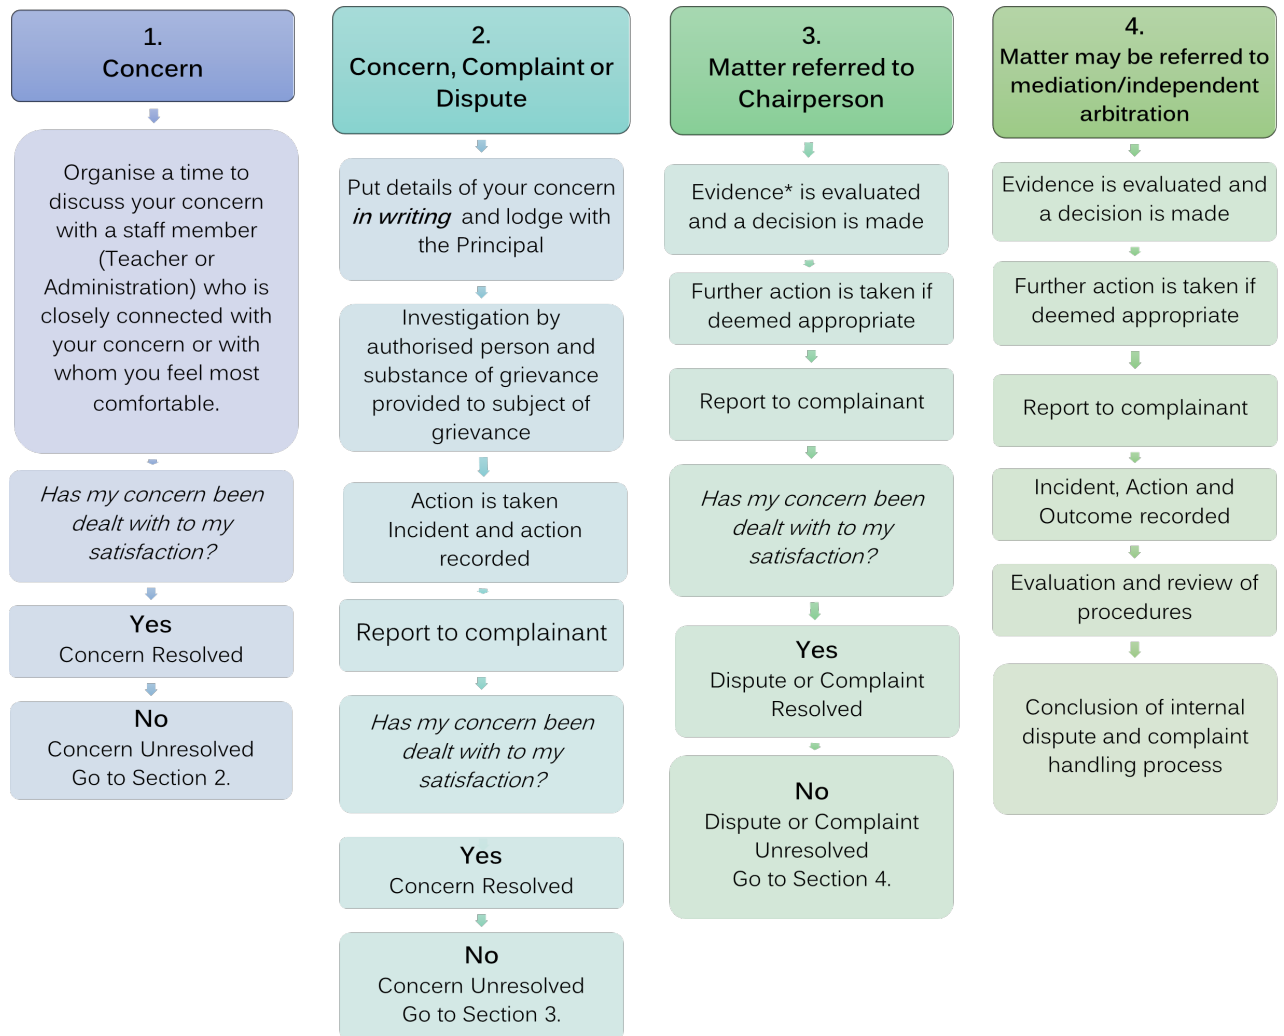 1.
Concern
Organise a time to
discuss your concern
with a staff member
(Teacher or
Administration) who is
closely connected with
your concern or with
whom you feel most
comfortable.
Has my concern been
dealt with to my
satisfaction?
Yes
Concern Resolved
No
Concern Unresolved
Go to Section 2.
2.
Concern, Complaint or
Dispute
Put details of your concern
in writing and lodge with
the Principal
Investigation by
authorised person and
substance of grievance
provided to subject of
grievance
Action is taken
Incident and action
recorded
Report to complainant
Has my concern been
dealt with to my
satisfaction?
Yes
Concern Resolved
No
Concern Unresolved
Go to Section 3.
3.
Matter referred to
Chairperson
Evidence* is evaluated
and a decision is made
Further action is taken if
deemed appropriate
Report to complainant
Has my concern been
dealt with to my
satisfaction?
Yes
Dispute or Complaint
Resolved
No
Dispute or Complaint
Unresolved
Go to Section 4.
4.
Matter may be referred to
mediation/independent
arbitration
Evidence is evaluated and
a decision is made
Further action is taken if
deemed appropriate
Report to complainant
Incident, Action and
Outcome recorded
Evaluation and review of
procedures
Conclusion of internal
dispute and complaint
handling process